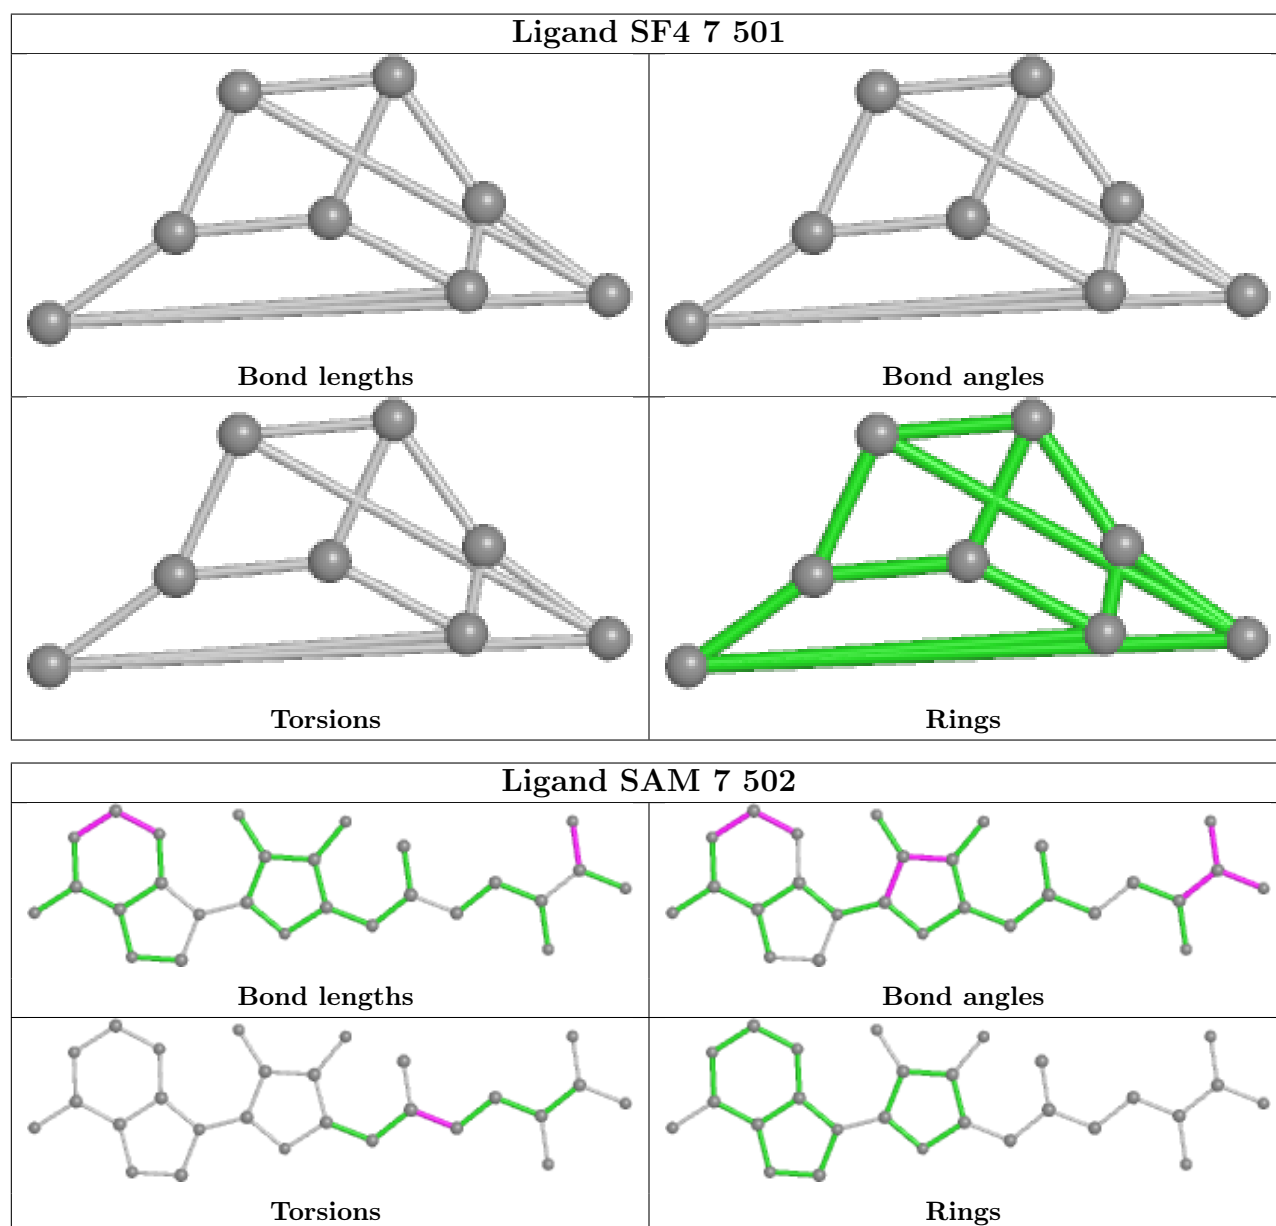 Ligand SF4 7 501
Bond lengths
Bond angles
Torsions
Rings
Ligand SAM 7 502
Bond lengths
Bond angles
Torsions
Rings